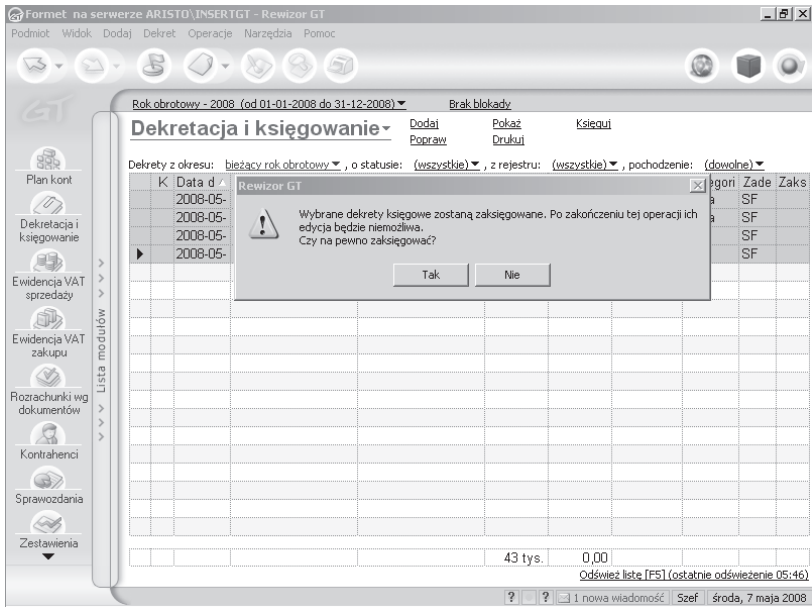 Formet na serwerze ARISTO\INSERTGT - Rewizor GT
Podmiot Widok Dodaj Dekret Operacje Narzędzia Pomoc
GT
Rok obrotowy - 2008 (od 01-01-2008 do 31-12-2008) Brak blokady
Dekretacja i księgowanie
Dodaj Pokaż Księguj
Popraw Drukuj
Dekrety z okresu: bieżący rok obrotowy , o statusie: (wszystkie) , z rejestru: (wszystkie) , pochodzenie: (dowolne)
K Data d gori Zade Zaks
2008-05- a SF
2008-05- a SF
2008-05- SF
2008-05- SF
Rewizor GT
Wybrane dekrety księgowe zostaną zaksięgowane. Po zakończeniu tej operacji ich
edycja będzie niemożliwa.
Czy na pewno zaksięgować?
Tak Nie
Plan kont
Dekretacja i
księgowanie
Ewidencja VAT
sprzedaży
Ewidencja VAT
zakupu
Rozrachunki wg
dokumentów
Kontrahenci
Sprawozdania
Zestawienia
Lista modułów
43 tys. 0,00
Odśwież listę [F5] (ostatnie odświeżenie 05:46)
? ? 1 nowa wiadomość Szef środa, 7 maja 2008